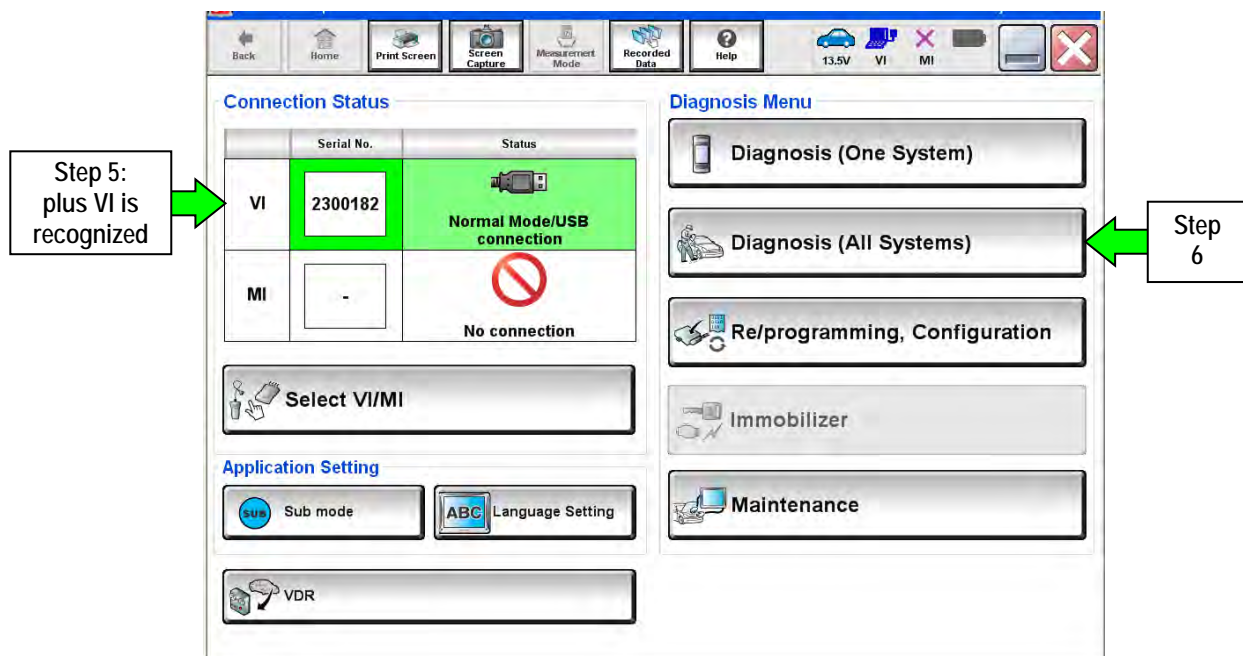 Back
Home
Print Screen
Screen
Capture
Measurement
Mode
Recorded
Data
Help
13.5V
VI
MI
Connection Status
Serial No.
Status
VI
2300182
Normal Mode/USB
connection
MI
-
No connection
Select VI/MI
Application Setting
SUB
Sub mode
ABC
Language Setting
VDR
Diagnosis Menu
Diagnosis (One System)
Diagnosis (All Systems)
Re/programming, Configuration
Immobilizer
Maintenance
Step 5:
plus VI is
recognized
Step
6